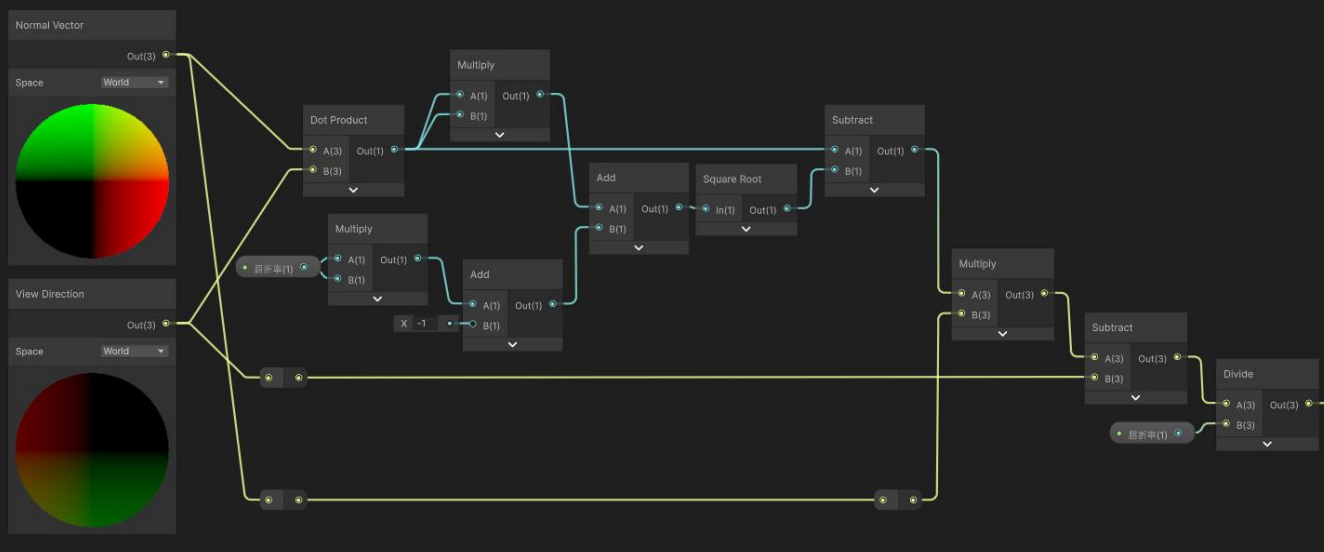 Normal Vector
Out(3)
Space
World
Multiply
A(1)
Out(1)
B(1)
Dot Product
A(3)
Out(1)
B(3)
Subtract
A(1)
Out(1)
B(1)
Add
A(1)
Out(1)
B(1)
Square Root
In(1)
Out(1)
Multiply
A(1)
Out(1)
B(1)
屈折率(1)
Add
A(1)
Out(1)
X -1
B(1)
View Direction
Out(3)
Space
World
Multiply
A(3)
Out(3)
B(3)
Subtract
A(3)
Out(3)
B(3)
Divide
A(3)
Out(3)
B(3)
屈折率(1)